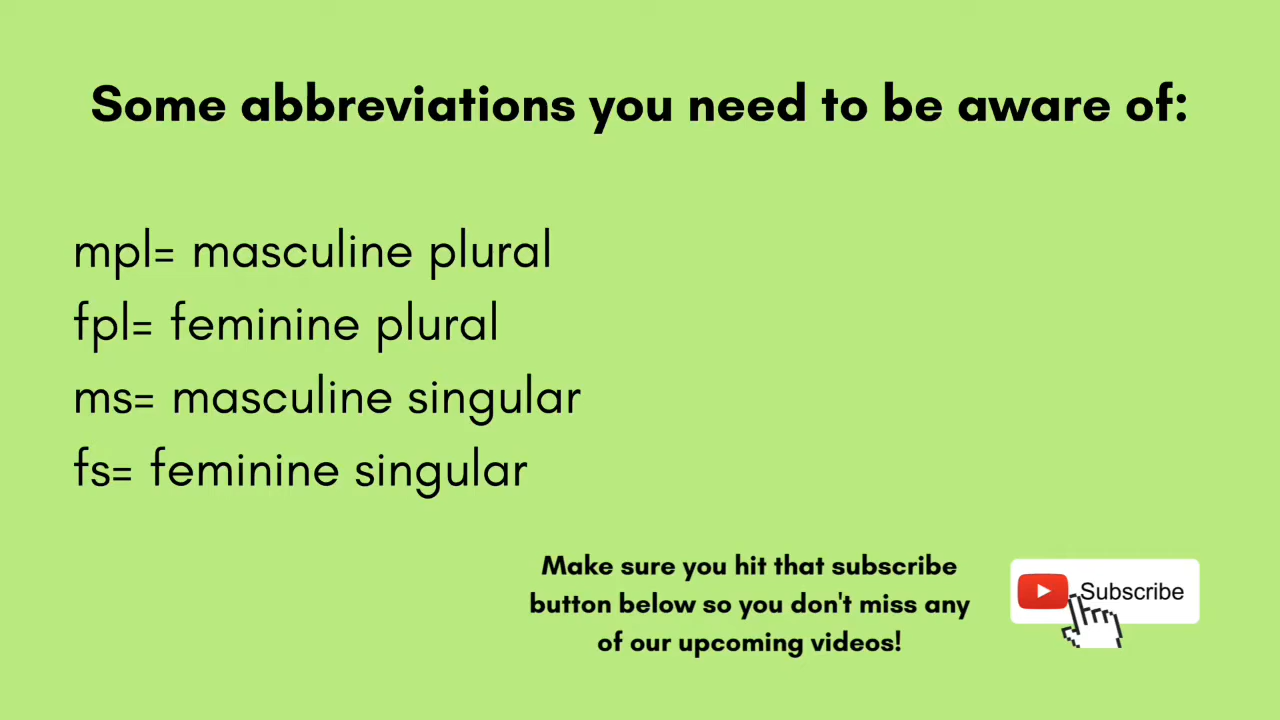 Some abbreviations you need to be aware of:
mpl= masculine plural
fpl= feminine plural
ms= masculine singular
fs= feminine singular
Make sure you hit that subscribe
button below so you don't miss any
of our upcoming videos!
Subscribe